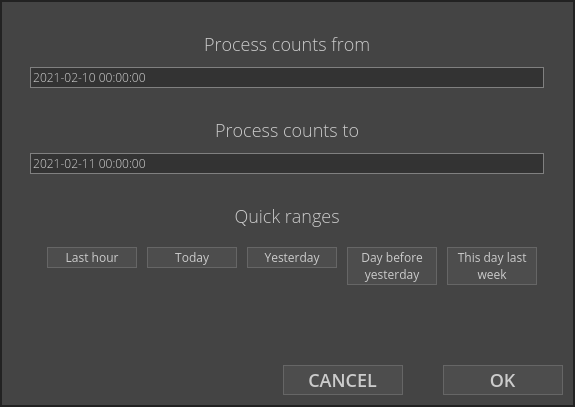 Process counts from
2021-02-10 00:00:00
Process counts to
2021-02-11 00:00:00
Quick ranges
Last hour
Today
Yesterday
Day before
yesterday
This day last
week
CANCEL
OK